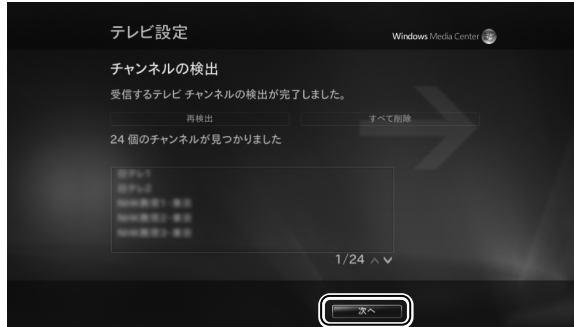 テレビ設定
Windows Media Center
チャンネルの検出
受信するテレビ チャンネルの検出が完了しました。
再検出 すべて削除
24 個のチャンネルが見つかりました
1/24
次へ